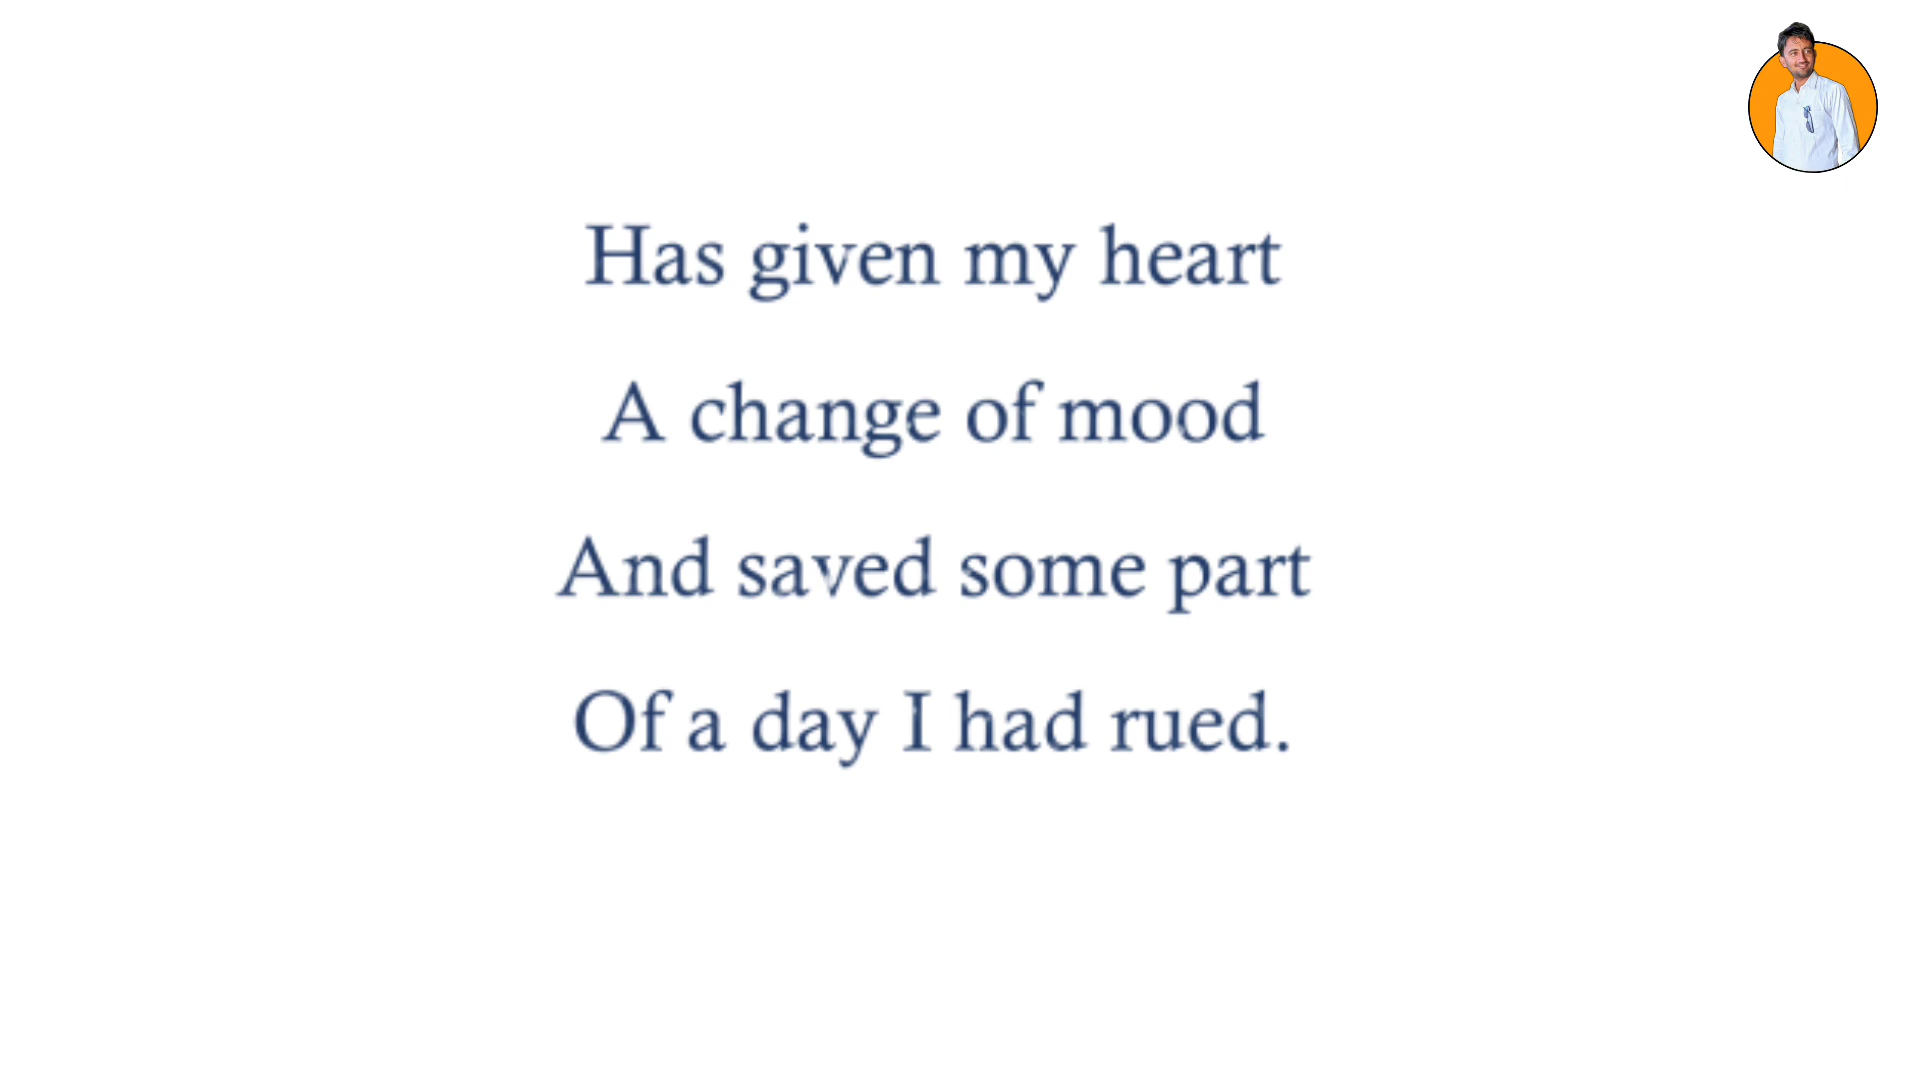 Has given my heart
A change of mood
And saved some part
Of a day I had rued.